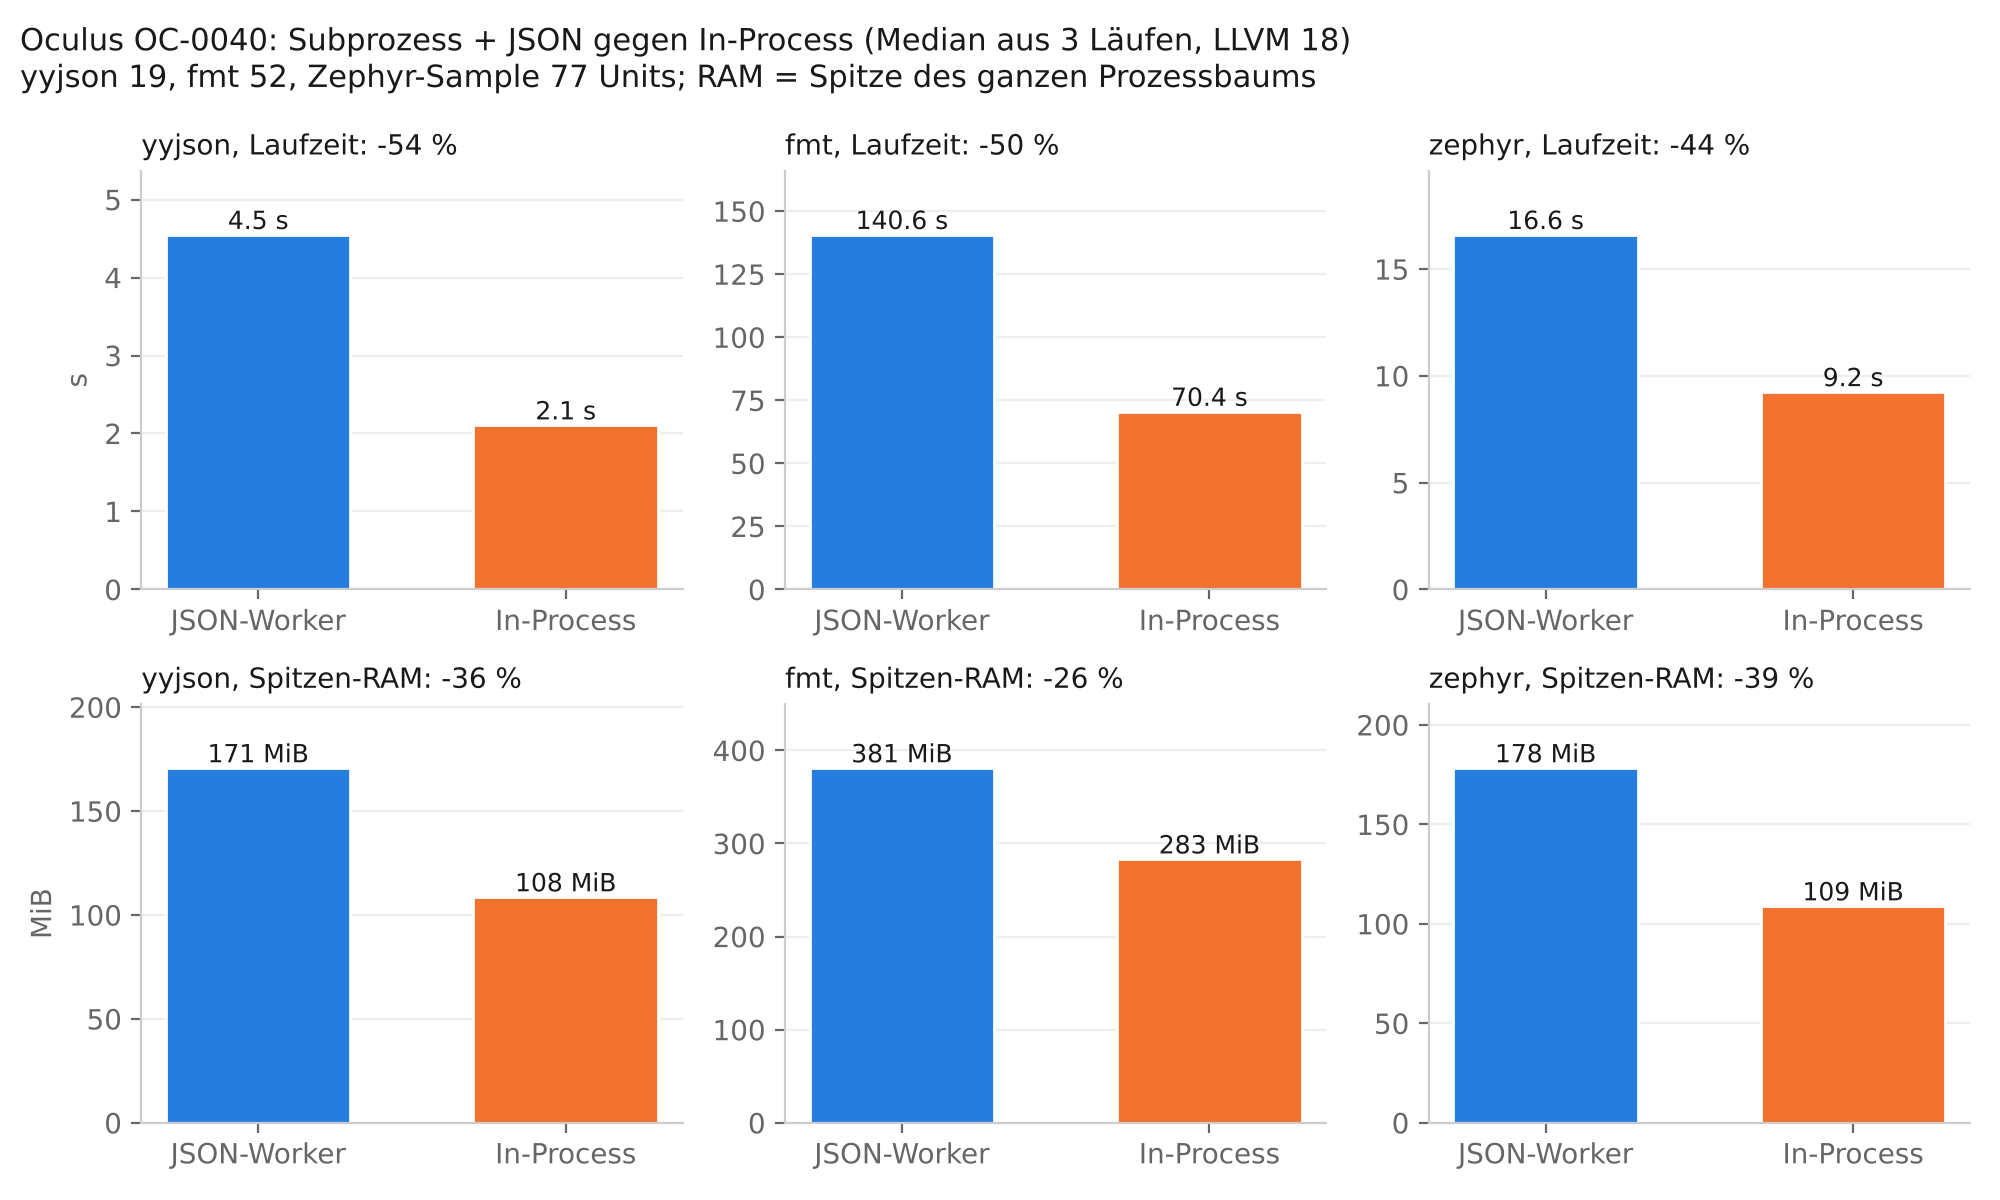 Oculus OC-0040: Subprozess + JSON gegen In-Process (Median aus 3 Läufen, LLVM 18)
yyjson 19, fmt 52, Zephyr-Sample 77 Units; RAM = Spitze des ganzen Prozessbaums
yyjson, Laufzeit: -54 %
5
4
3
2
1
0
s
4.5 s
2.1 s
JSON-Worker
In-Process
fmt, Laufzeit: -50 %
150
125
100
75
50
25
0
140.6 s
70.4 s
JSON-Worker
In-Process
zephyr, Laufzeit: -44 %
15
10
5
0
16.6 s
9.2 s
JSON-Worker
In-Process
yyjson, Spitzen-RAM: -36 %
200
150
100
50
0
MiB
171 MiB
108 MiB
JSON-Worker
In-Process
fmt, Spitzen-RAM: -26 %
400
300
200
100
0
381 MiB
283 MiB
JSON-Worker
In-Process
zephyr, Spitzen-RAM: -39 %
200
150
100
50
0
178 MiB
109 MiB
JSON-Worker
In-Process